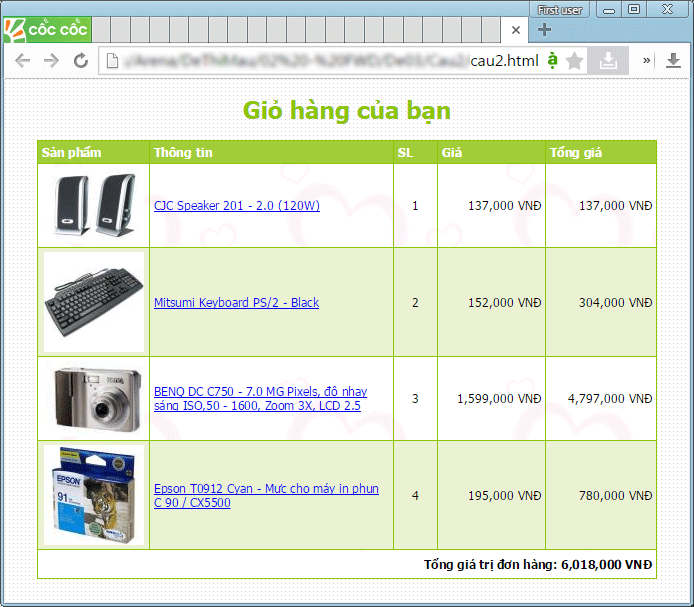 First user
cốc cốc
cau2.html
Giỏ hàng của bạn
Sản phẩm Thông tin SL Giá Tổng giá
CJC Speaker 201 - 2.0 (120W) 1 137,000 VNĐ 137,000 VNĐ
Mitsumi Keyboard PS/2 - Black 2 152,000 VNĐ 304,000 VNĐ
BENQ DC C750 - 7.0 MG Pixels, độ nhạy
sáng ISO,50 - 1600, Zoom 3X, LCD 2.5 3 1,599,000 VNĐ 4,797,000 VNĐ
EPSON
91
Epson T0912 Cyan - Mực cho máy in phun
C 90 / CX5500 4 195,000 VNĐ 780,000 VNĐ
Tổng giá trị đơn hàng: 6,018,000 VNĐ